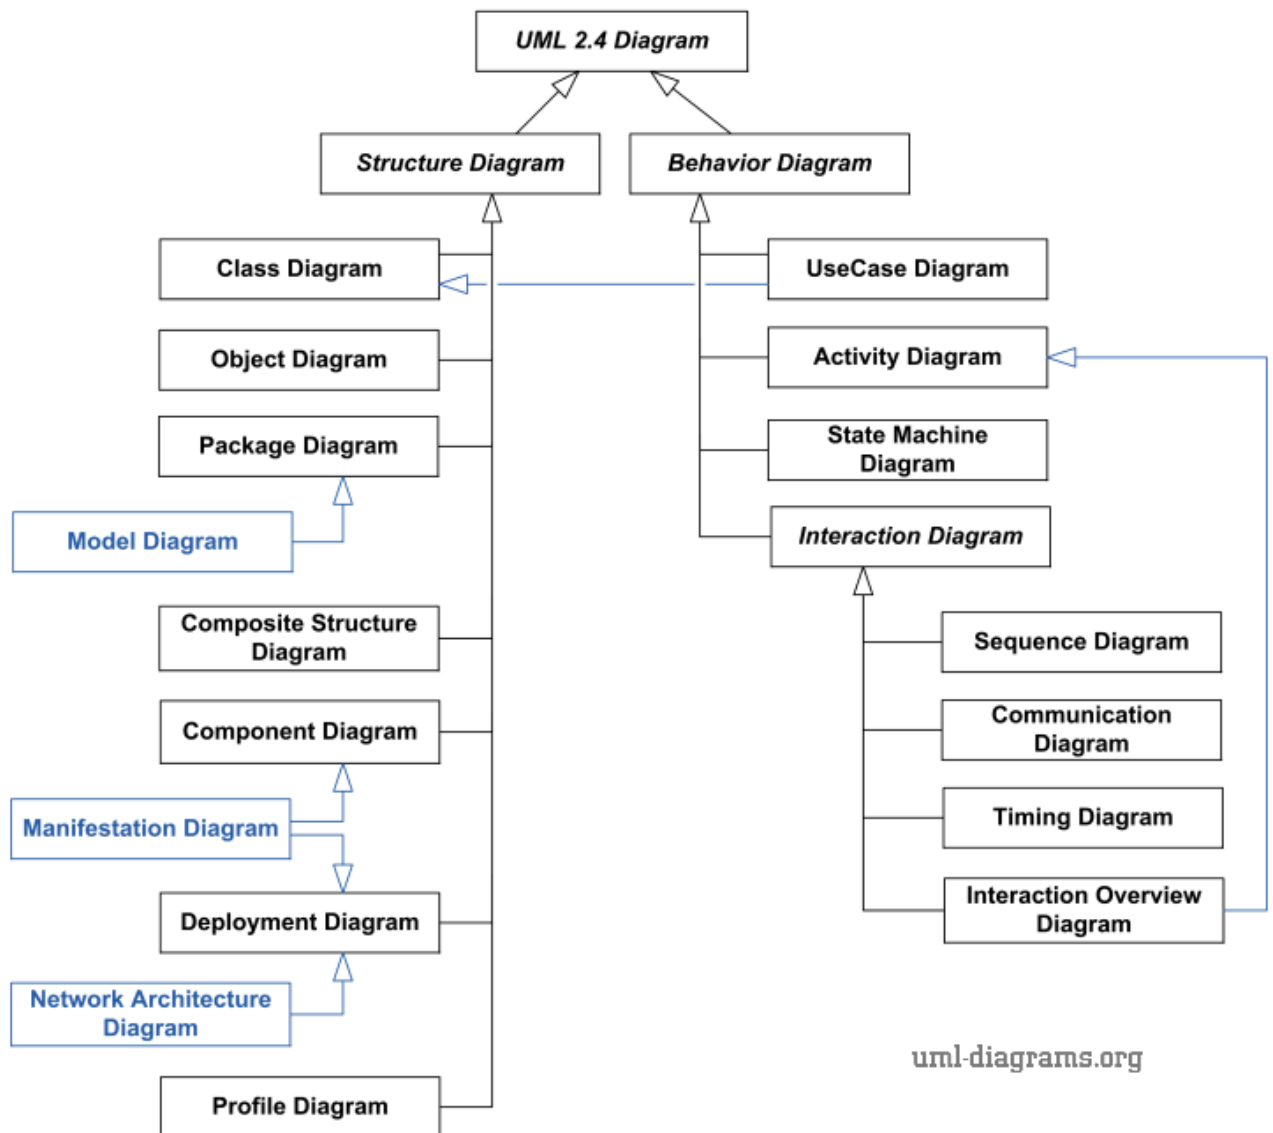 UML 2.4 Diagram
Structure Diagram
Behavior Diagram
Class Diagram
UseCase Diagram
Object Diagram
Activity Diagram
Package Diagram
State Machine
Diagram
Model Diagram
Interaction Diagram
Composite Structure
Diagram
Sequence Diagram
Component Diagram
Communication
Diagram
Manifestation Diagram
Timing Diagram
Deployment Diagram
Interaction Overview
Diagram
Network Architecture
Diagram
uml-diagrams.org
Profile Diagram